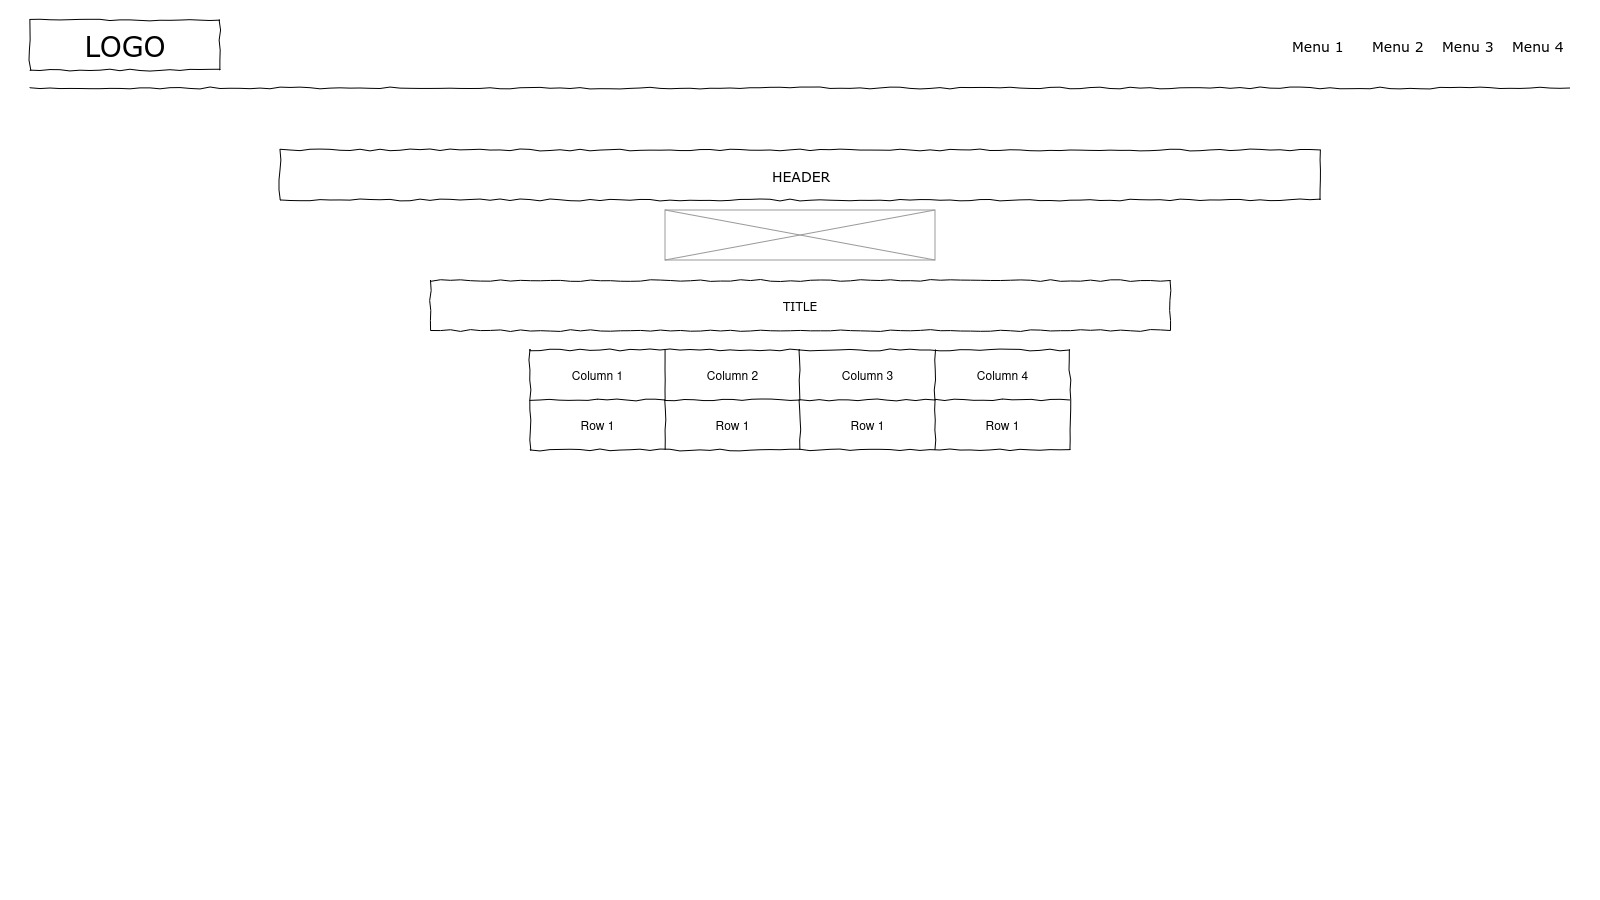 LOGO
Menu 1 Menu 2 Menu 3 Menu 4
HEADER
TITLE
Column 1 Column 2 Column 3 Column 4
Row 1 Row 1 Row 1 Row 1